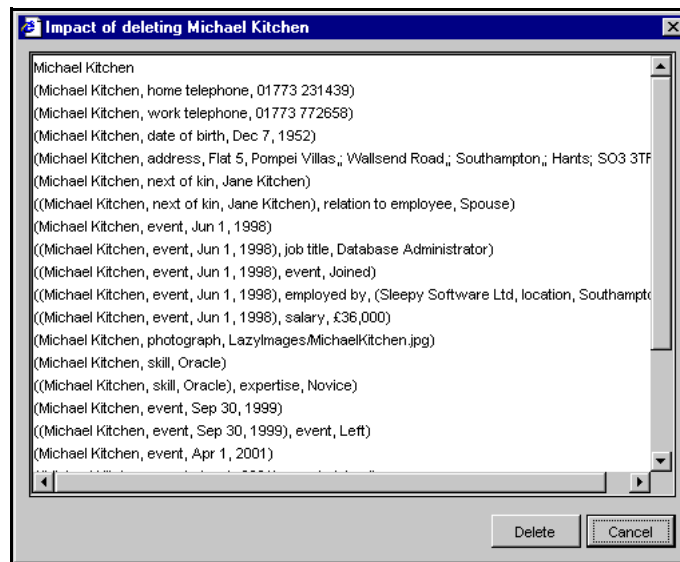 Impact of deleting Michael Kitchen
Michael Kitchen
(Michael Kitchen, home telephone, 01773 231439)
(Michael Kitchen, work telephone, 01773 772658)
(Michael Kitchen, date of birth, Dec 7, 1952)
(Michael Kitchen, address, Flat 5, Pompei Villas,; Wallsend Road,; Southampton,; Hants; SO3 3TF
(Michael Kitchen, next of kin, Jane Kitchen)
((Michael Kitchen, next of kin, Jane Kitchen), relation to employee, Spouse)
(Michael Kitchen, event, Jun 1, 1998)
((Michael Kitchen, event, Jun 1, 1998), job title, Database Administrator)
((Michael Kitchen, event, Jun 1, 1998), event, Joined)
((Michael Kitchen, event, Jun 1, 1998), employed by, (Sleepy Software Ltd, location, Southampto
((Michael Kitchen, event, Jun 1, 1998), salary, £36,000)
(Michael Kitchen, photograph, LazyImages/MichaelKitchen.jpg)
(Michael Kitchen, skill, Oracle)
((Michael Kitchen, skill, Oracle), expertise, Novice)
(Michael Kitchen, event, Sep 30, 1999)
((Michael Kitchen, event, Sep 30, 1999), event, Left)
(Michael Kitchen, event, Apr 1, 2001)
Delete
Cancel